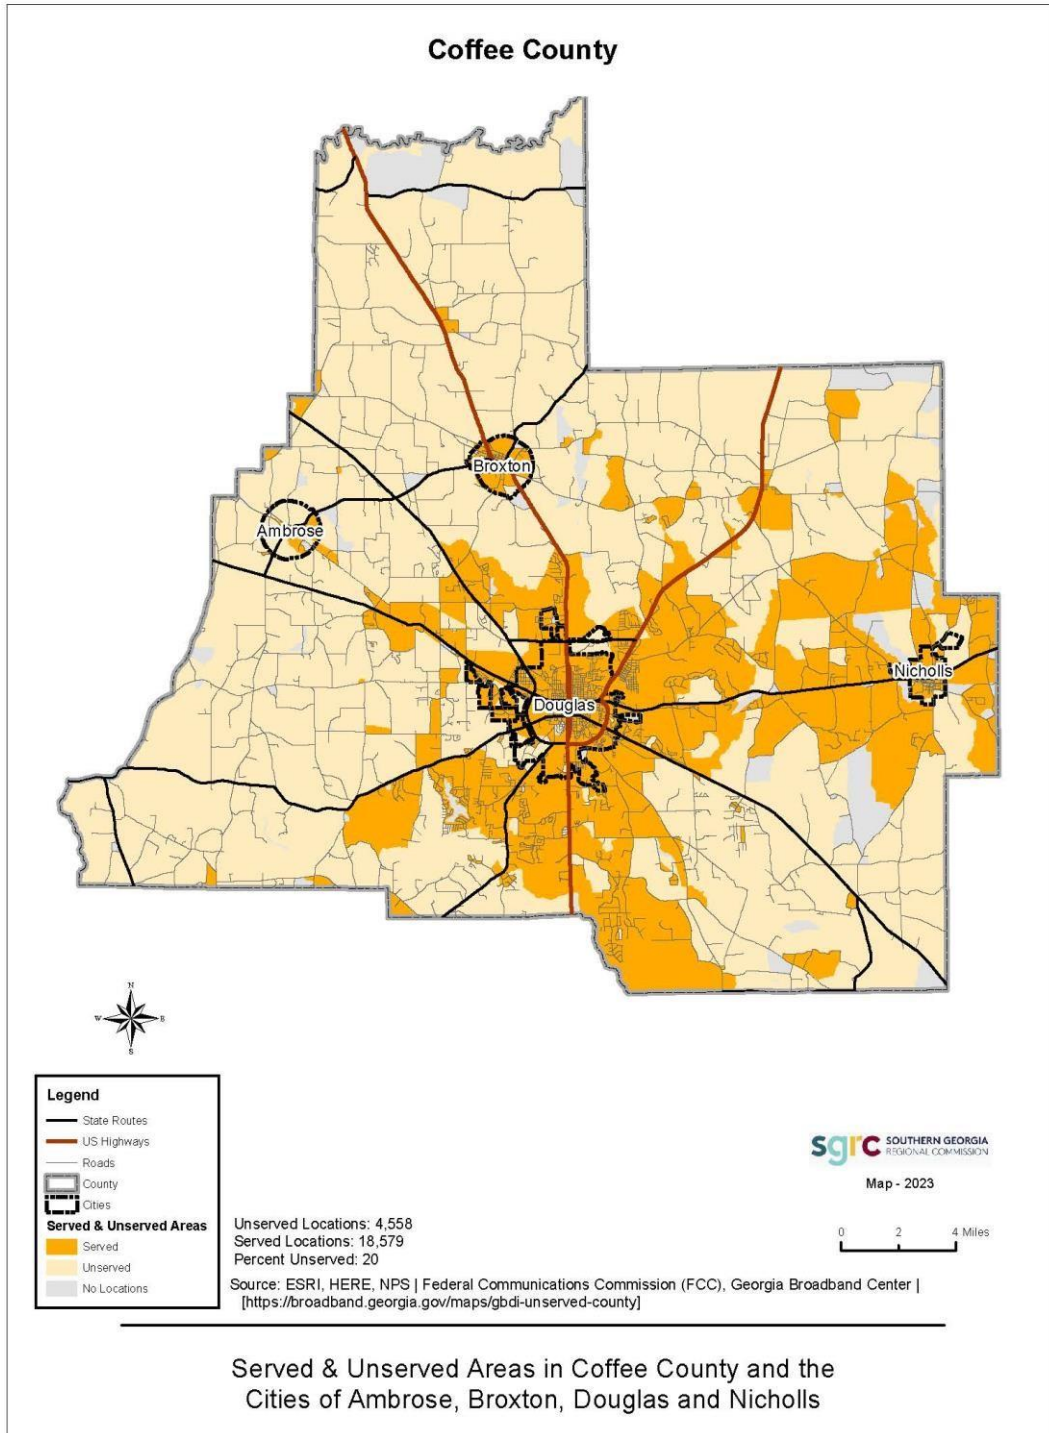 Coffee County
Broxton
Ambrose
Nicholls
Douglas
N
W E
S
Legend
State Routes
US Highways
Roads
County
Cities
Served & Unserved Areas
Served
Unserved
No Locations
Unserved Locations: 4,558
Served Locations: 18,579
Percent Unserved: 20
Source: ESRI, HERE, NPS | Federal Communications Commission (FCC), Georgia Broadband Center |
[https://broadband.georgia.gov/maps/gbdi-unserved-county]
sgrc SOUTHERN GEORGIA
REGIONAL COMMISSION
Map - 2023
0 2 4 Miles
Served & Unserved Areas in Coffee County and the
Cities of Ambrose, Broxton, Douglas and Nicholls